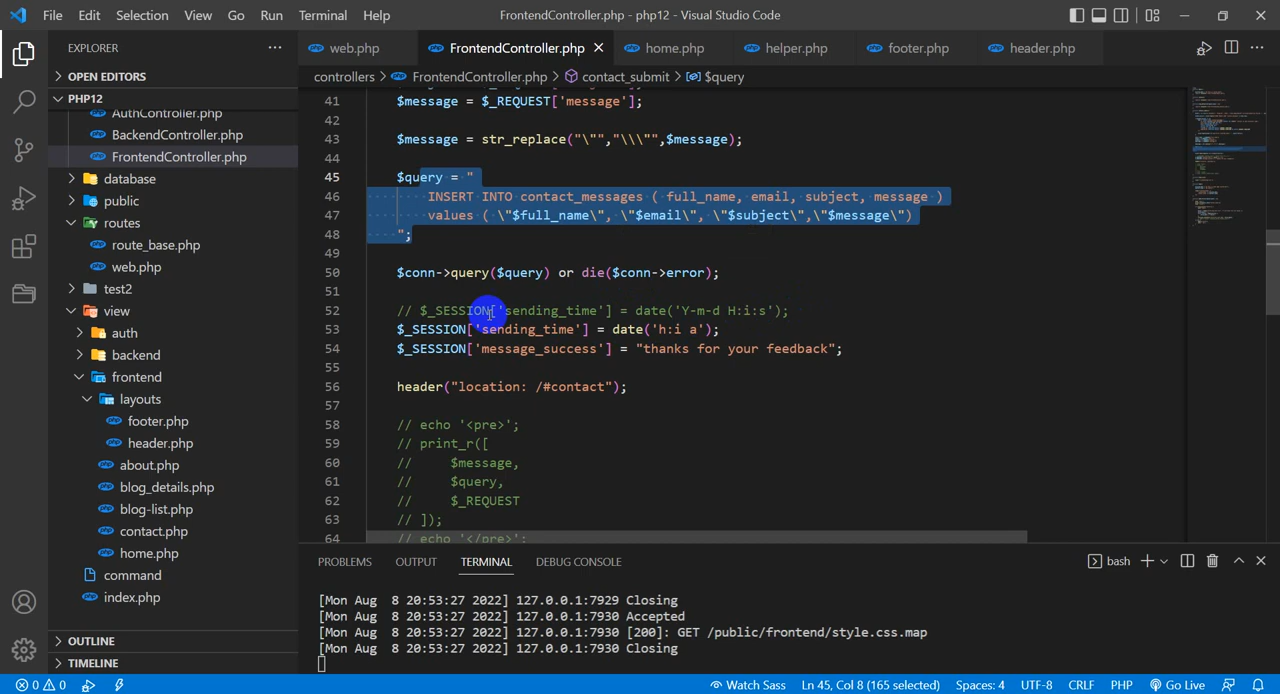 File Edit Selection View Go Run Terminal Help FrontendController.php - php12 - Visual Studio Code
EXPLORER
OPEN EDITORS
PHP12
AuthController.php
BackendController.php
FrontendController.php
database
public
routes
route_base.php
web.php
test2
view
auth
backend
frontend
layouts
footer.php
header.php
about.php
blog_details.php
blog-list.php
contact.php
home.php
command
index.php
OUTLINE
TIMELINE
web.php FrontendController.php home.php helper.php footer.php header.php
controllers > FrontendController.php > contact_submit > $query
41 $message = $_REQUEST['message'];
42
43 $message = str_replace("\"","\\\"",$message);
44
45 $query = "
46 INSERT INTO contact_messages ( full_name, email, subject, message )
47 values ( \"$full_name\", \"$email\", \"$subject\",\"$message\")
48 ";
49
50 $conn->query($query) or die($conn->error);
51
52 // $_SESSION['sending_time'] = date('Y-m-d H:i:s');
53 $_SESSION['sending_time'] = date('h:i a');
54 $_SESSION['message_success'] = "thanks for your feedback";
55
56 header("location: /#contact");
57
58 // echo '<pre>';
59 // print_r([
60 // $message,
61 // $query,
62 // $_REQUEST
63 // ]);
64 // echo '</pre>';
PROBLEMS OUTPUT TERMINAL DEBUG CONSOLE bash
[Mon Aug 8 20:53:27 2022] 127.0.0.1:7929 Closing
[Mon Aug 8 20:53:27 2022] 127.0.0.1:7930 Accepted
[Mon Aug 8 20:53:27 2022] 127.0.0.1:7930 [200]: GET /public/frontend/style.css.map
[Mon Aug 8 20:53:27 2022] 127.0.0.1:7930 Closing
0 0 Watch Sass Ln 45, Col 8 (165 selected) Spaces: 4 UTF-8 CRLF PHP Go Live